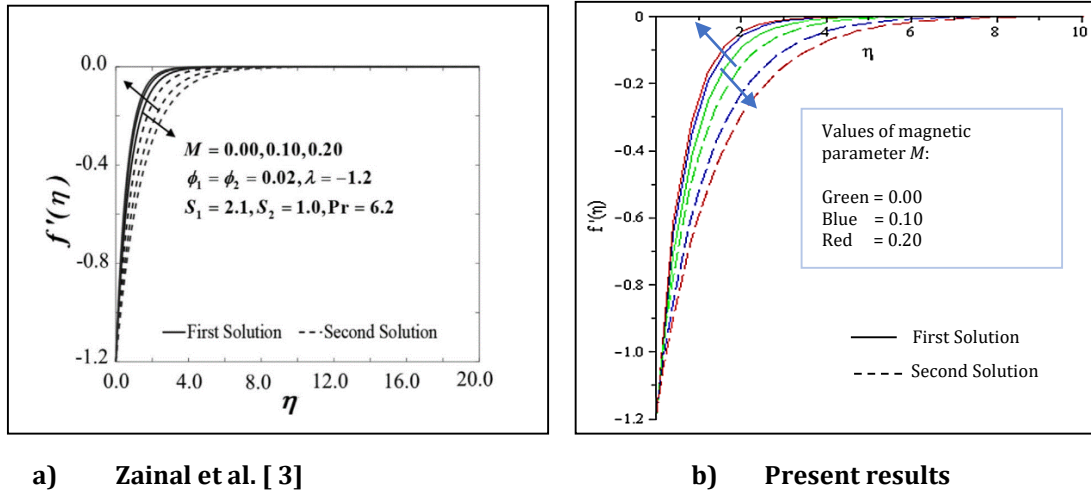 0.0
-0.4
-0.8
-1.2
f '(η)
M = 0.00, 0.10, 0.20
ϕ₁ = ϕ₂ = 0.02, λ = −1.2
S₁ = 2.1, S₂ = 1.0, Pr = 6.2
First Solution Second Solution
0.0 4.0 8.0 12.0 16.0 20.0
η
a) Zainal et al. [ 3]
0 2 4 6 8 10
η
−0.2
−0.4
−0.6
−0.8
−1.0
−1.2
f '(η)
Values of magnetic
parameter M:
Green = 0.00
Blue = 0.10
Red = 0.20
First Solution
Second Solution
b) Present results